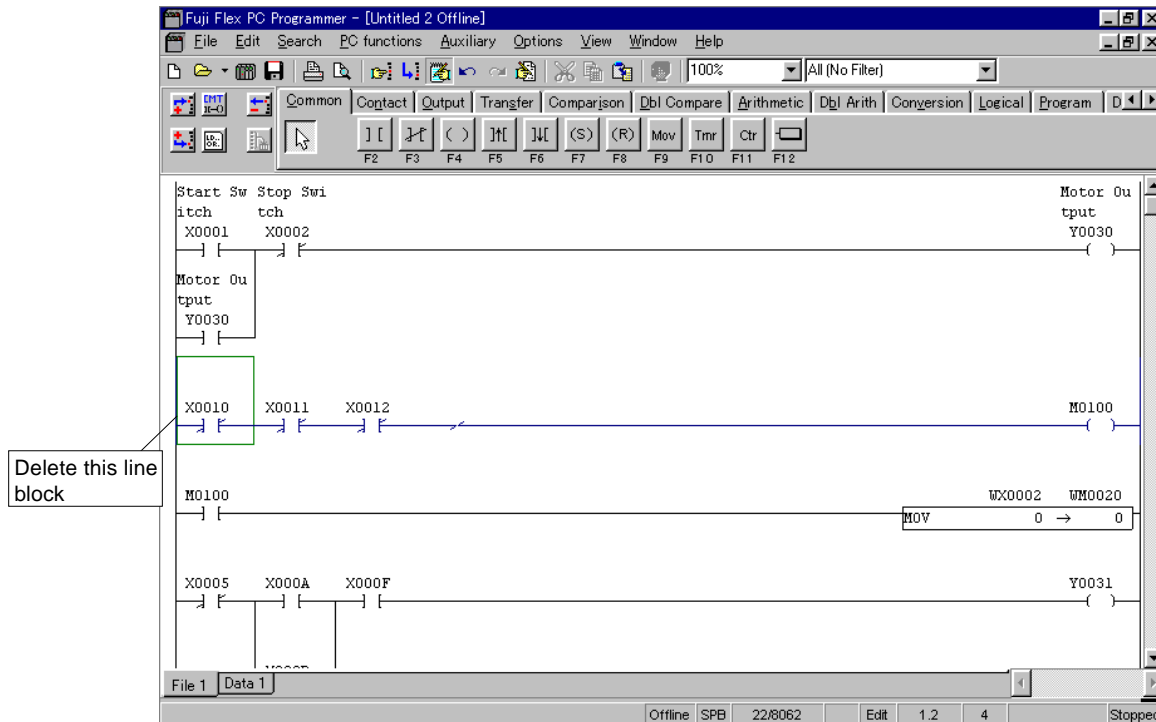 Fuji Flex PC Programmer - [Untitled 2 Offline]
File Edit Search PC functions Auxiliary Options View Window Help
100% All (No Filter)
CMT
Common Contact Output Transfer Comparison Dbl Compare Arithmetic Dbl Arith Conversion Logical Program D
LD.. OR.
] [ ( ) (S) (R) Mov Tmr Ctr
F2 F3 F4 F5 F6 F7 F8 F9 F10 F11 F12
Start Sw Stop Swi Motor Ou
itch tch tput
X0001 X0002 Y0030
Motor Ou
tput
Y0030
X0010 X0011 X0012 M0100
Delete this line
block
M0100 WX0002 WM0020
MOV 0 → 0
X0005 X000A X000F Y0031
File 1 Data 1
Offline SPB 22/8062 Edit 1.2 4 Stopped